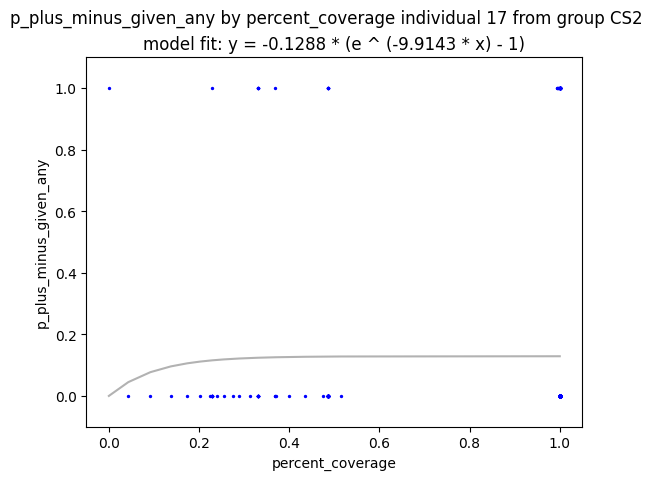 p_plus_minus_given_any by percent_coverage individual 17 from group CS2
model fit: y = -0.1288 * (e ^ (-9.9143 * x) - 1)
1.0
0.8
0.6
0.4
0.2
0.0
p_plus_minus_given_any
0.0 0.2 0.4 0.6 0.8 1.0
percent_coverage